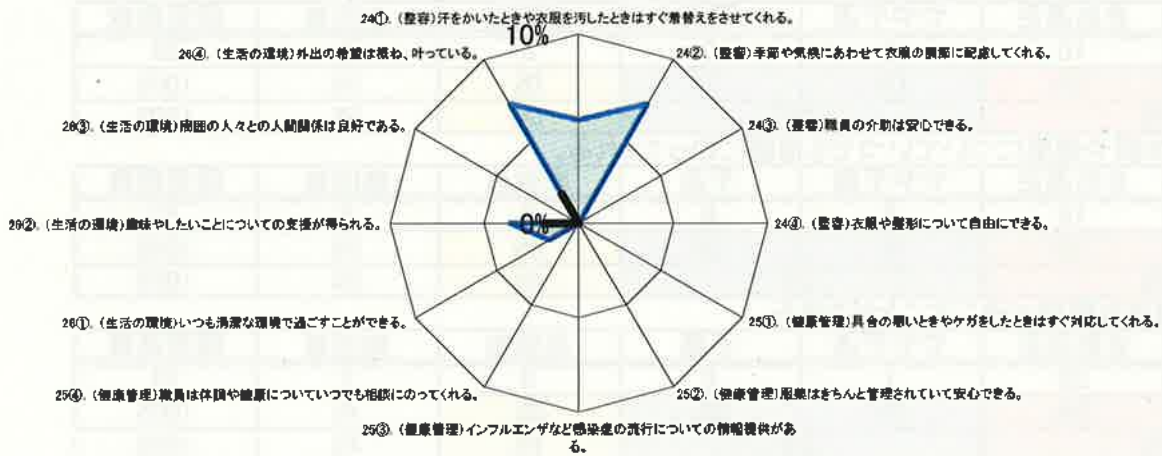 24①. (整容)汗をかいたときや衣服を汚したときはすぐ着替えをさせてくれる。
10%
26④. (生活の環境)外出の希望は概ね、叶っている。
24②. (整容)季節や気候にあわせて衣服の調節に配慮してくれる。
26③. (生活の環境)周囲の人々との人間関係は良好である。
24③. (整容)職員の介助は安心できる。
26②. (生活の環境)趣味やしたいことについての支援が得られる。
0%
24④. (整容)衣服や整形について自由にできる。
26①. (生活の環境)いつも清潔な環境で過ごすことができる。
25①. (健康管理)具合の悪いときやケガをしたときはすぐ対応してくれる。
25④. (健康管理)職員は体調や健康についていつでも相談にのってくれる。
25②. (健康管理)服薬はきちんと管理されていて安心できる。
25③. (健康管理)インフルエンザなど感染症の流行についての情報提供があ
る。